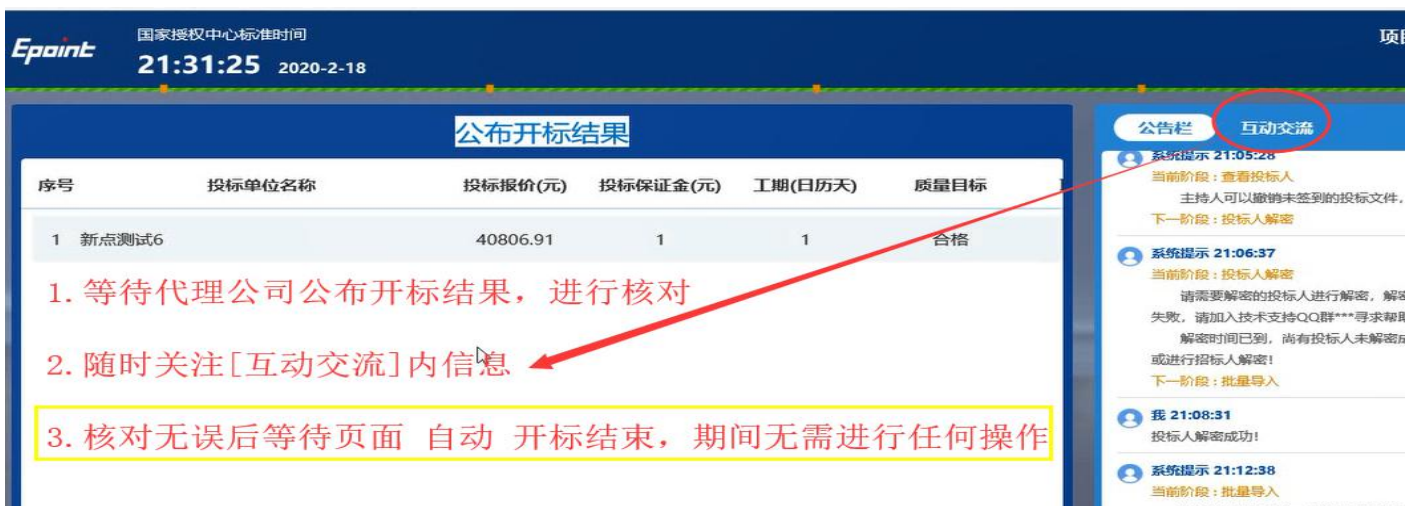 Epoint
国家授权中心标准时间
21:31:25 2020-2-18
公布开标结果
序号 投标单位名称 投标报价(元) 投标保证金(元) 工期(日历天) 质量目标
1 新点测试6 40806.91 1 1 合格
1. 等待代理公司公布开标结果，进行核对
2. 随时关注[互动交流]内信息
3. 核对无误后等待页面 自动 开标结束，期间无需进行任何操作
公告栏 互动交流
系统提示 21:05:28
当前阶段：查看投标人
主持人可以撤销未签到的投标文件，
下一阶段：投标人解密
系统提示 21:06:37
当前阶段：投标人解密
请需要解密的投标人进行解密，解密
失败，请加入技术支持QQ群***寻求帮
解密时间已到，尚有投标人未解密
或进行招标人解密！
下一阶段：批量导入
我 21:08:31
投标人解密成功！
系统提示 21:12:38
当前阶段：批量导入